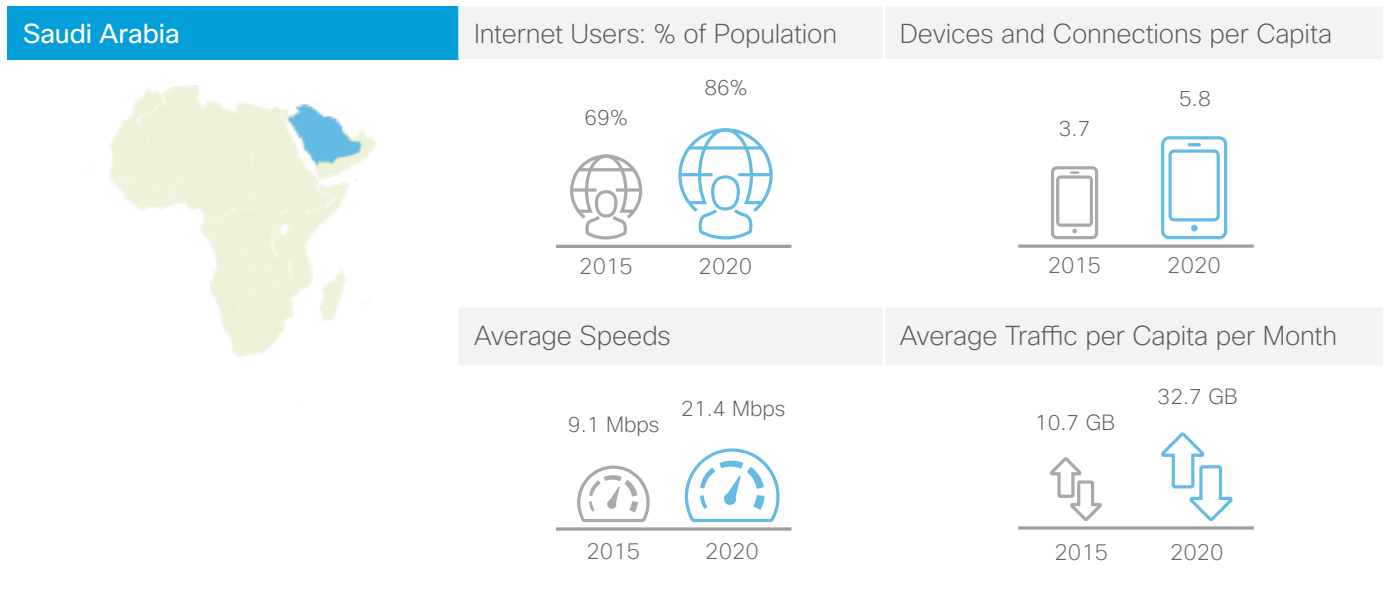 Saudi Arabia
Internet Users: % of Population
Devices and Connections per Capita
69%
86%
2015
2020
3.7
5.8
2015
2020
Average Speeds
Average Traffic per Capita per Month
9.1 Mbps
21.4 Mbps
2015
2020
10.7 GB
32.7 GB
2015
2020